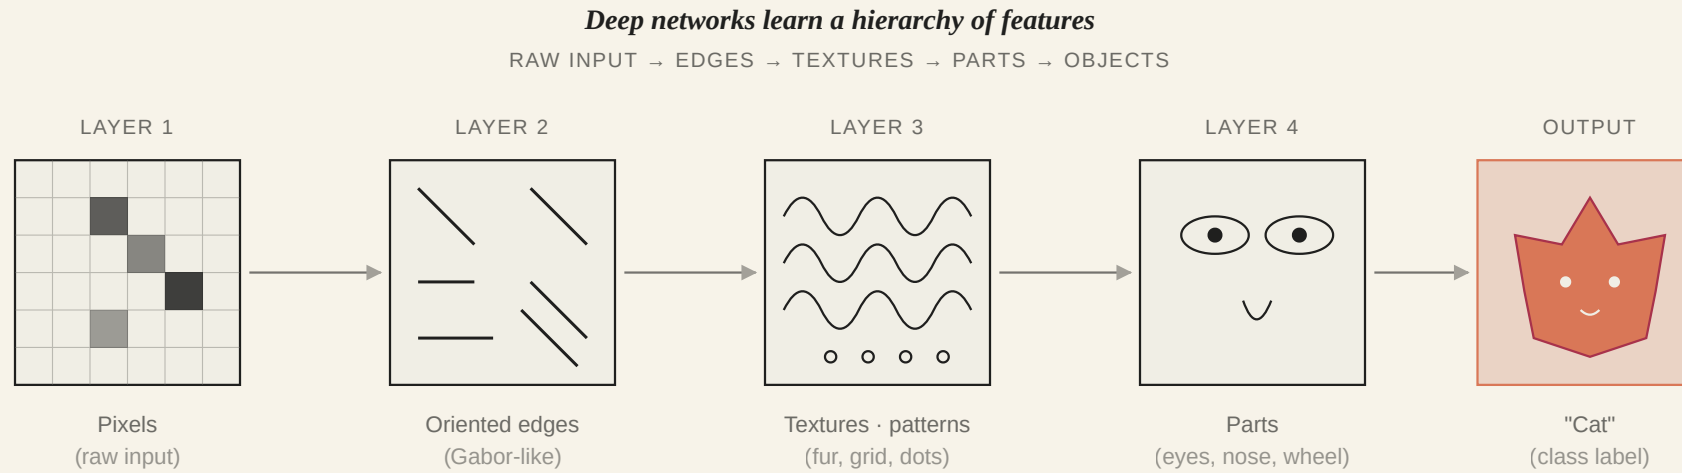 Deep networks learn a hierarchy of features
RAW INPUT → EDGES → TEXTURES → PARTS → OBJECTS
LAYER 1
LAYER 2
LAYER 3
LAYER 4
OUTPUT
Pixels
(raw input)
Oriented edges
(Gabor-like)
Textures · patterns
(fur, grid, dots)
Parts
(eyes, nose, wheel)
"Cat"
(class label)